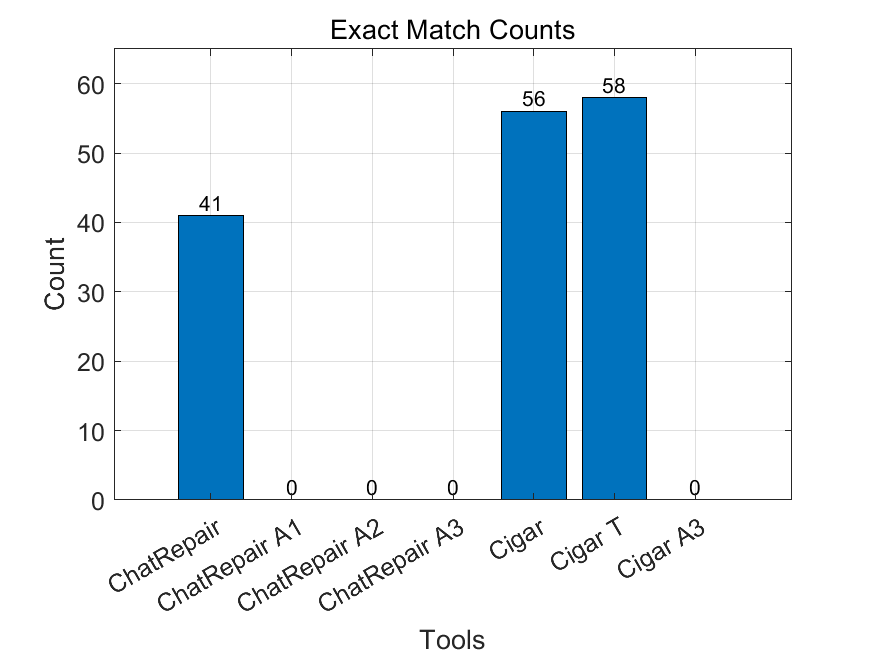 Exact Match Counts
60
50
40
30
20
10
0
Count
41
0
0
0
56
58
0
ChatRepair
ChatRepair A1
ChatRepair A2
ChatRepair A3
Cigar
Cigar T
Cigar A3
Tools